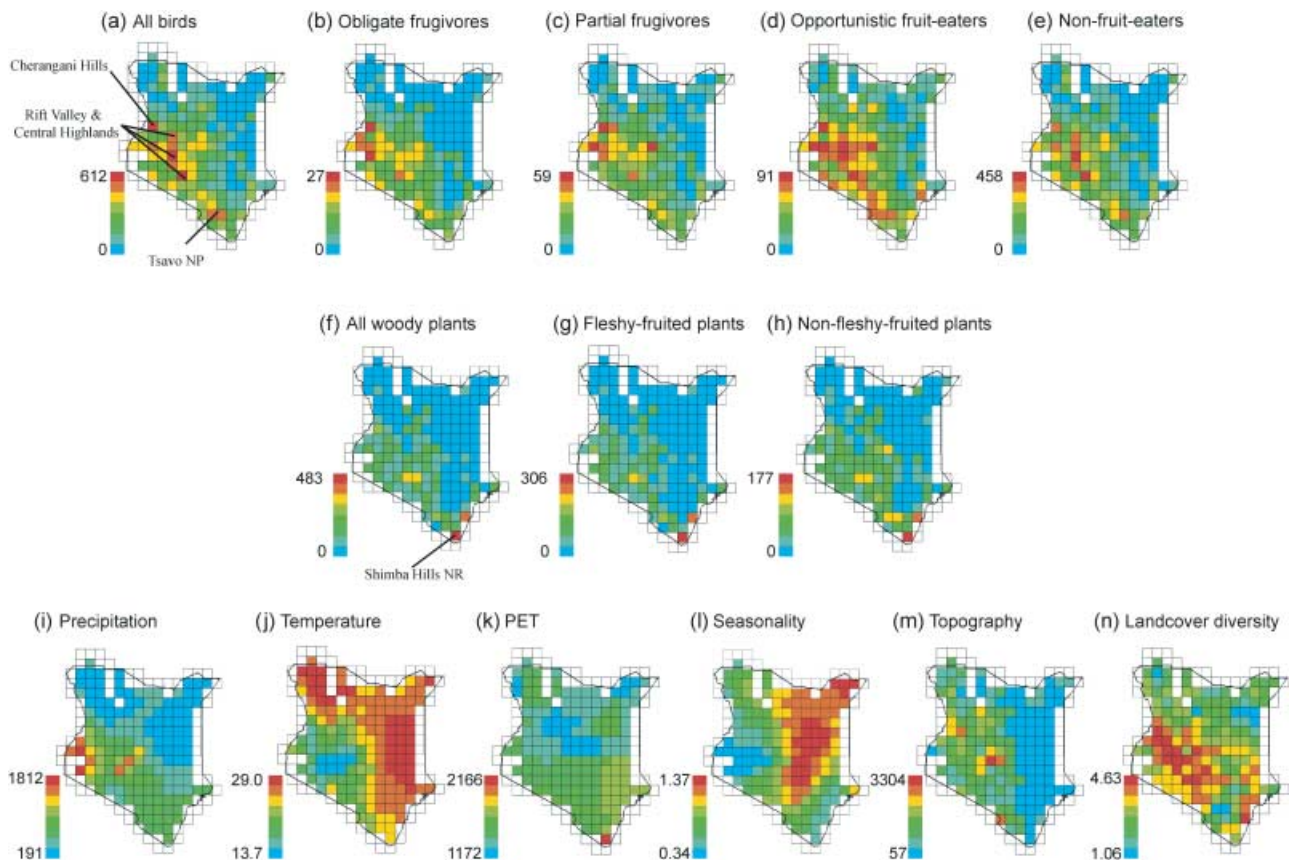 (a) All birds
(b) Obligate frugivores
(c) Partial frugivores
(d) Opportunistic fruit-eaters
(e) Non-fruit-eaters
Cherangani Hills
Rift Valley &
Central Highlands
612
0
Tsavo NP
27
0
59
0
91
0
458
0
(f) All woody plants
(g) Fleshy-fruited plants
(h) Non-fleshy-fruited plants
483
0
Shimba Hills NR
306
0
177
0
(i) Precipitation
(j) Temperature
(k) PET
(l) Seasonality
(m) Topography
(n) Landcover diversity
1812
191
29.0
13.7
2166
1172
1.37
0.34
3304
57
4.63
1.06